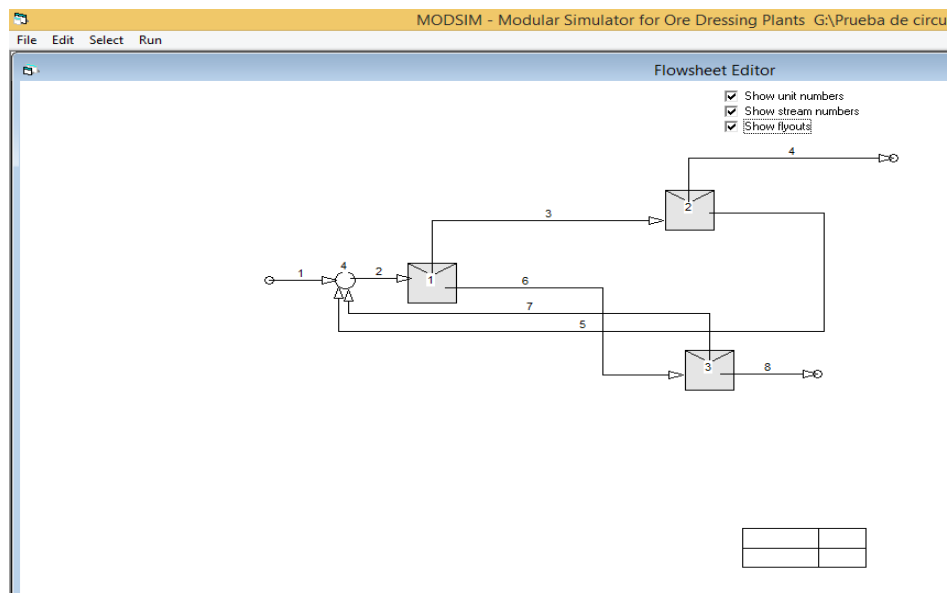 MODSIM - Modular Simulator for Ore Dressing Plants G:\Prueba de circu
File Edit Select Run
Flowsheet Editor
Show unit numbers
Show stream numbers
Show flyouts
4
2
3
4
1 2
1
6
7
5
3
8